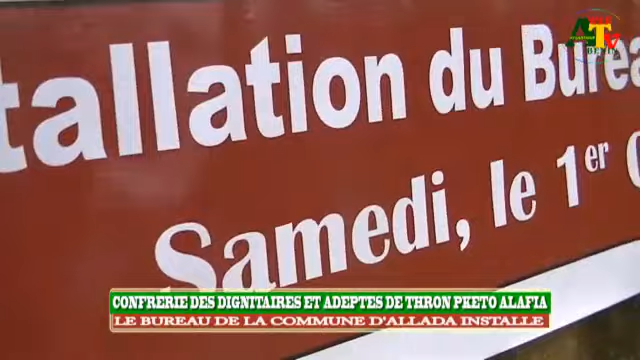 ATV
tallation du Burea
Samedi, le 1er
CONFRERIE DES DIGNITAIRES ET ADEPTES DE THRON PKETO ALAFIA
LE BUREAU DE LA COMMUNE D'ALLADA INSTALLE